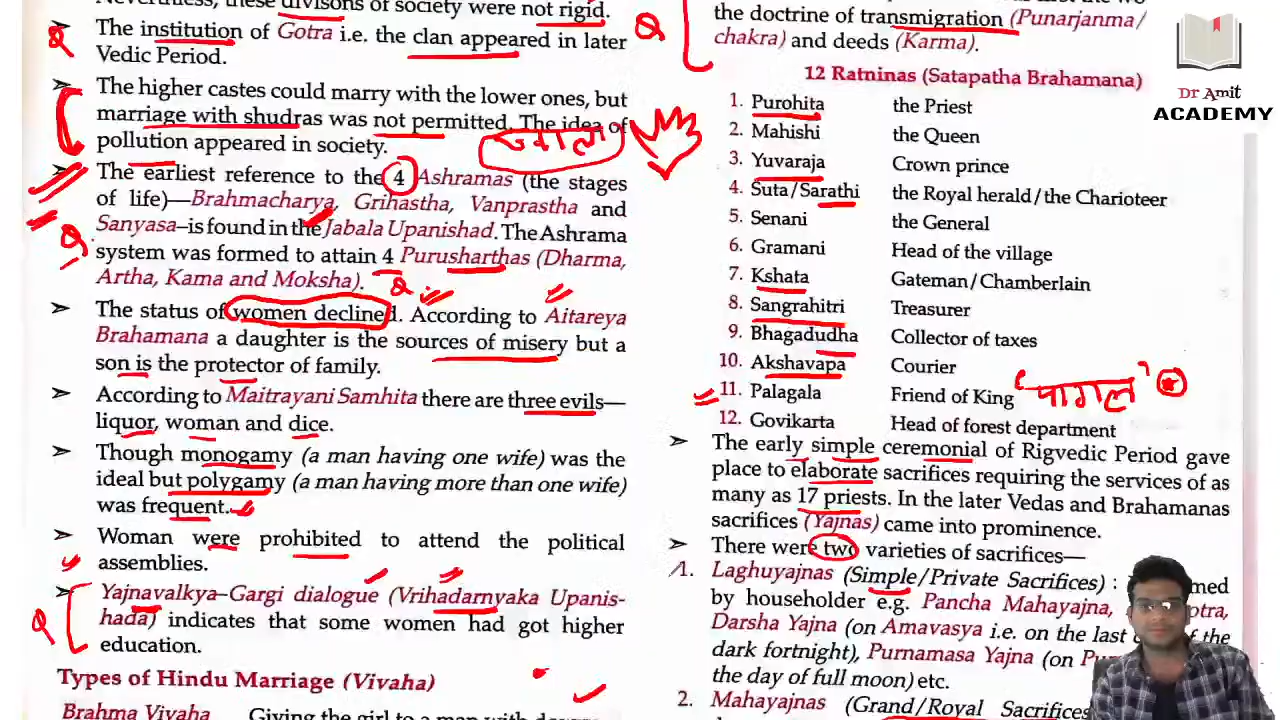 Nevertheless, these divisons of society were not rigid.
The institution of Gotra i.e. the clan appeared in later
Vedic Period.
The higher castes could marry with the lower ones, but
marriage with shudras was not permitted. The idea of
pollution appeared in society.
The earliest reference to the 4 Ashramas (the stages
of life)—Brahmacharya, Grihastha, Vanprastha and
Sanyasa–is found in the Jabala Upanishad. The Ashrama
system was formed to attain 4 Purusharthas (Dharma,
Artha, Kama and Moksha).
The status of women declined. According to Aitareya
Brahamana a daughter is the sources of misery but a
son is the protector of family.
According to Maitrayani Samhita there are three evils—
liquor, woman and dice.
Though monogamy (a man having one wife) was the
ideal but polygamy (a man having more than one wife)
was frequent.
Woman were prohibited to attend the political
assemblies.
Yajnavalkya–Gargi dialogue (Vrihadarnyaka Upanis-
hada) indicates that some women had got higher
education.
Types of Hindu Marriage (Vivaha)
Brahma Vivaha Giving the girl to a man with
the doctrine of transmigration (Punarjanma/
chakra) and deeds (Karma).
12 Ratninas (Satapatha Brahamana)
1. Purohita the Priest
2. Mahishi the Queen
3. Yuvaraja Crown prince
4. Suta/Sarathi the Royal herald/the Charioteer
5. Senani the General
6. Gramani Head of the village
7. Kshata Gateman/Chamberlain
8. Sangrahitri Treasurer
9. Bhagadudha Collector of taxes
10. Akshavapa Courier
11. Palagala Friend of King पागल
12. Govikarta Head of forest department
The early simple ceremonial of Rigvedic Period gave
place to elaborate sacrifices requiring the services of as
many as 17 priests. In the later Vedas and Brahamanas
sacrifices (Yajnas) came into prominence.
There were two varieties of sacrifices—
1. Laghuyajnas (Simple/Private Sacrifices) :
by householder e.g. Pancha Mahayajna,
Darsha Yajna (on Amavasya i.e. on the last the
dark fortnight), Purnamasa Yajna (on
the day of full moon) etc.
2. Mahayajnas (Grand/Royal Sacrifices
Dr Amit
ACADEMY